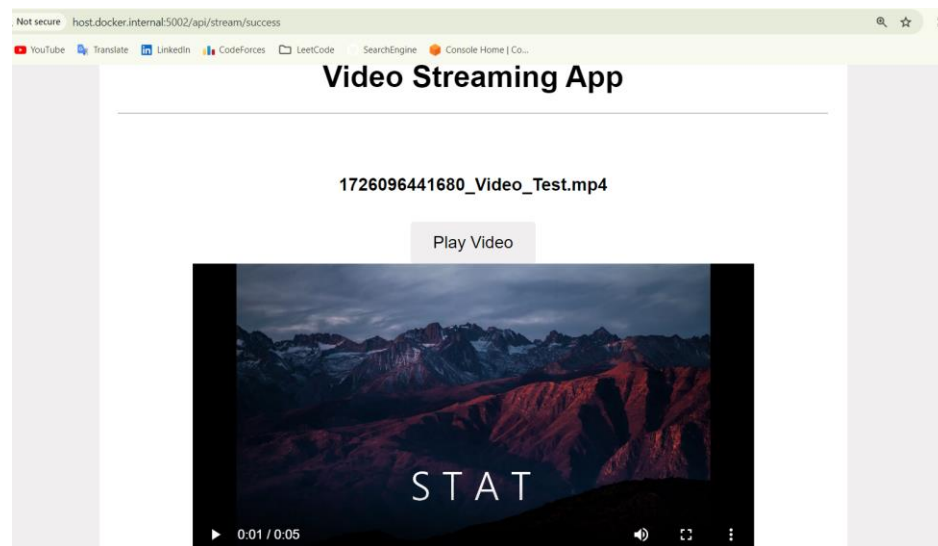 Not secure host.docker.internal:5002/api/stream/success
YouTube Translate LinkedIn CodeForces LeetCode SearchEngine Console Home | Co...
Video Streaming App
1726096441680_Video_Test.mp4
Play Video
STAT
0:01 / 0:05